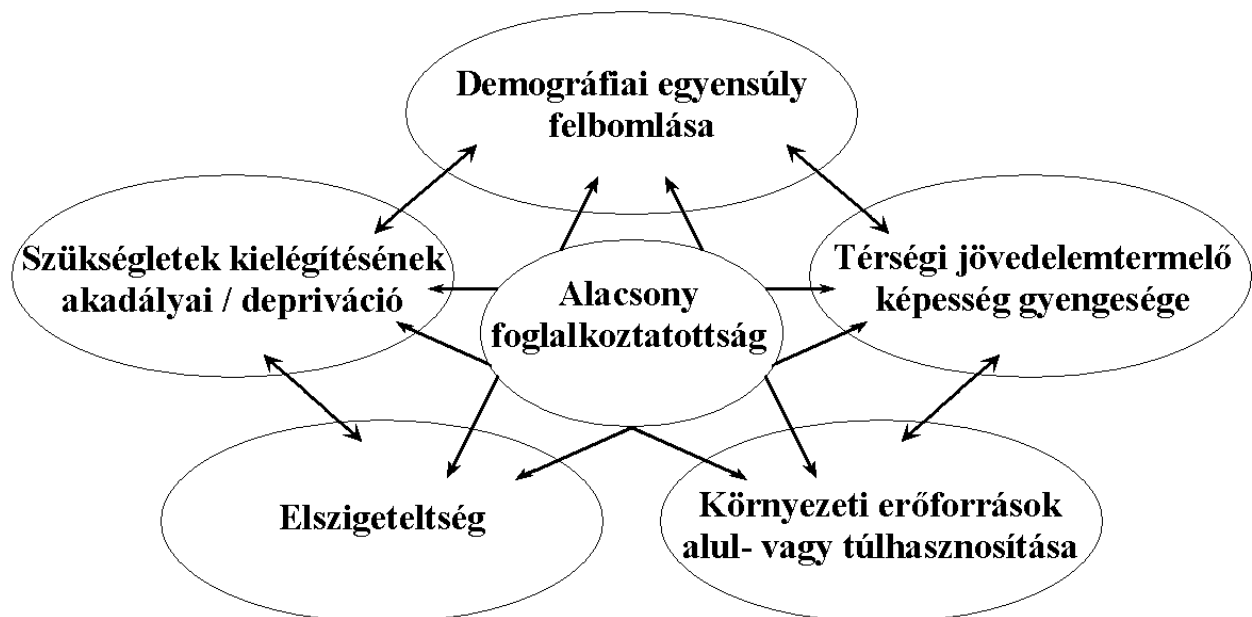 Demográfiai egyensúly
felbomlása
Szükségletek kielégítésének
akadályai / depriváció
Alacsony
foglalkoztatottság
Térségi jövedelemtermelő
képesség gyengesége
Elszigeteltség
Környezeti erőforrások
alul- vagy túlhasznosítása